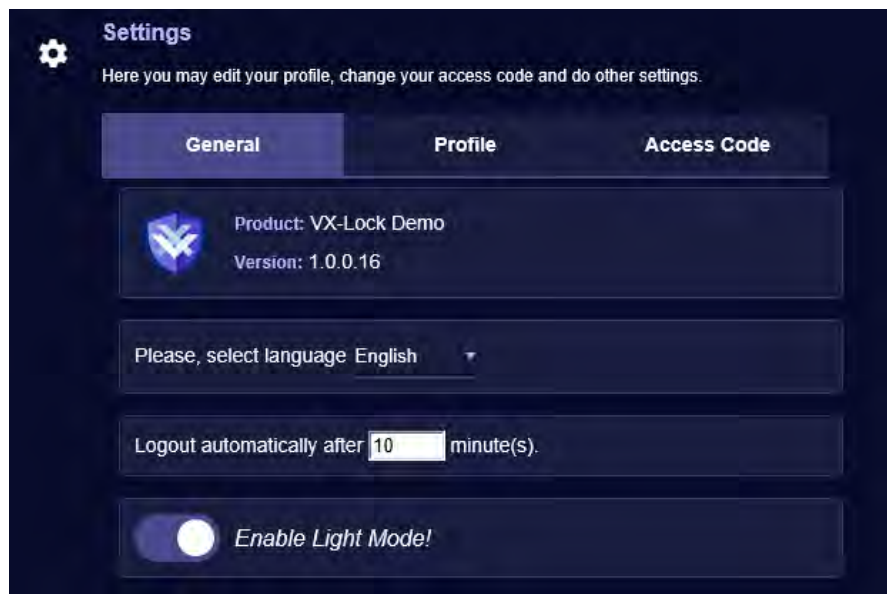 Settings
Here you may edit your profile, change your access code and do other settings.
General Profile Access Code
Product: VX-Lock Demo
Version: 1.0.0.16
Please, select language English
Logout automatically after 10 minute(s).
Enable Light Mode!